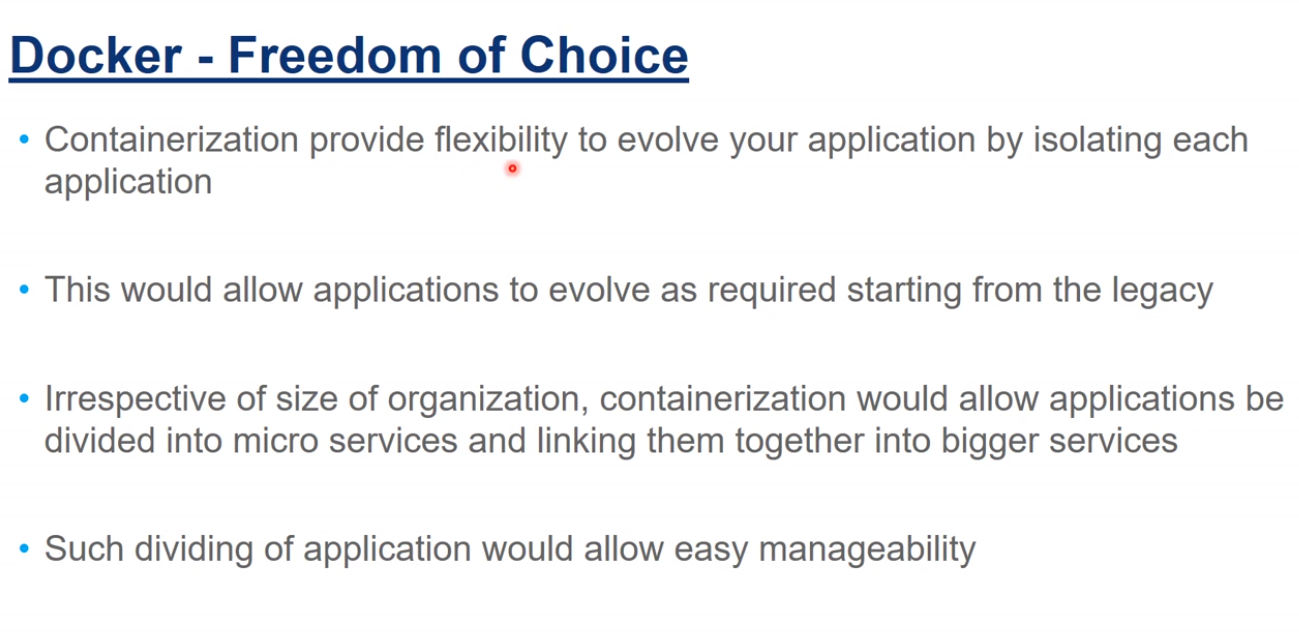 Docker - Freedom of Choice
• Containerization provide flexibility to evolve your application by isolating each
application
• This would allow applications to evolve as required starting from the legacy
• Irrespective of size of organization, containerization would allow applications be
divided into micro services and linking them together into bigger services
• Such dividing of application would allow easy manageability